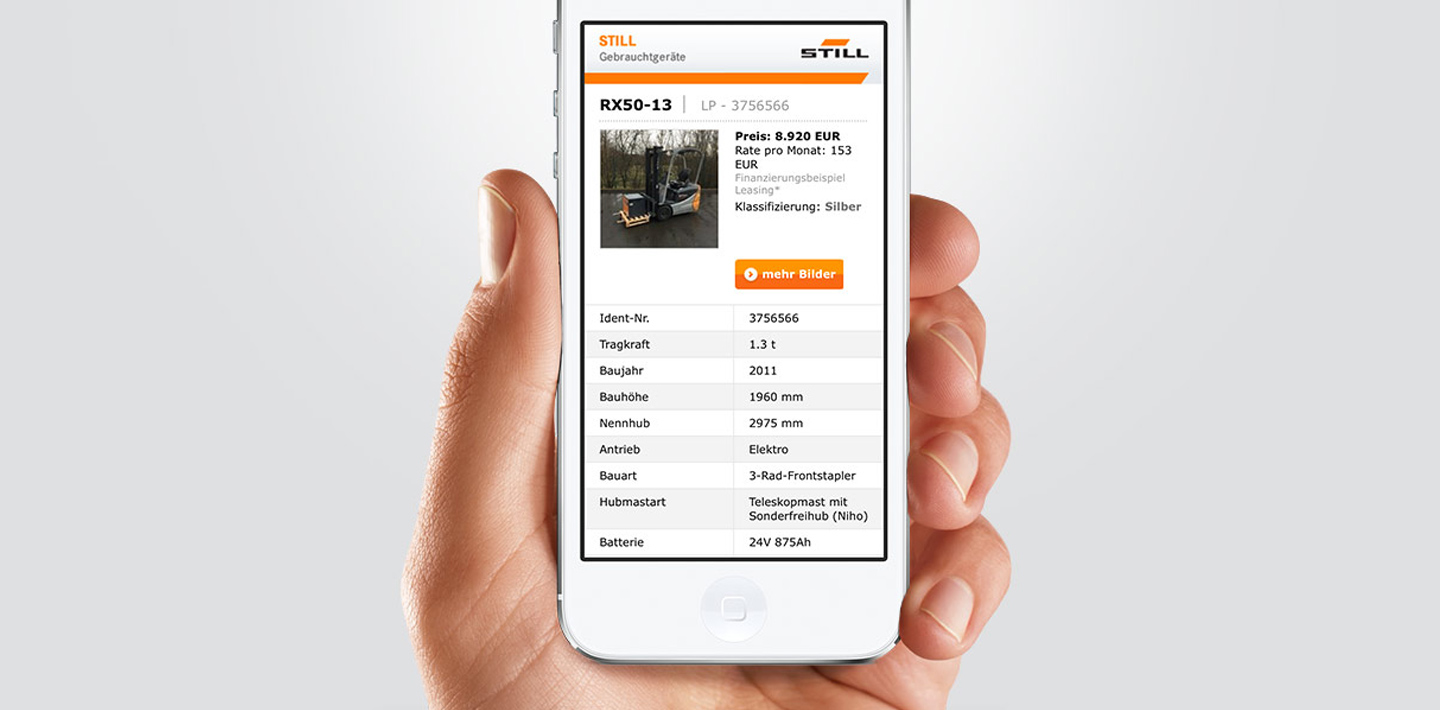 STILL
Gebrauchtgeräte
STILL
RX50-13 | LP - 3756566
Preis: 8.920 EUR
Rate pro Monat: 153
EUR
Finanzierungsbeispiel
Leasing*
Klassifizierung: Silber
mehr Bilder
Ident-Nr. 3756566
Tragkraft 1.3 t
Baujahr 2011
Bauhöhe 1960 mm
Nennhub 2975 mm
Antrieb Elektro
Bauart 3-Rad-Frontstapler
Hubmastart Teleskopmast mit
Sonderfreihub (Niho)
Batterie 24V 875Ah